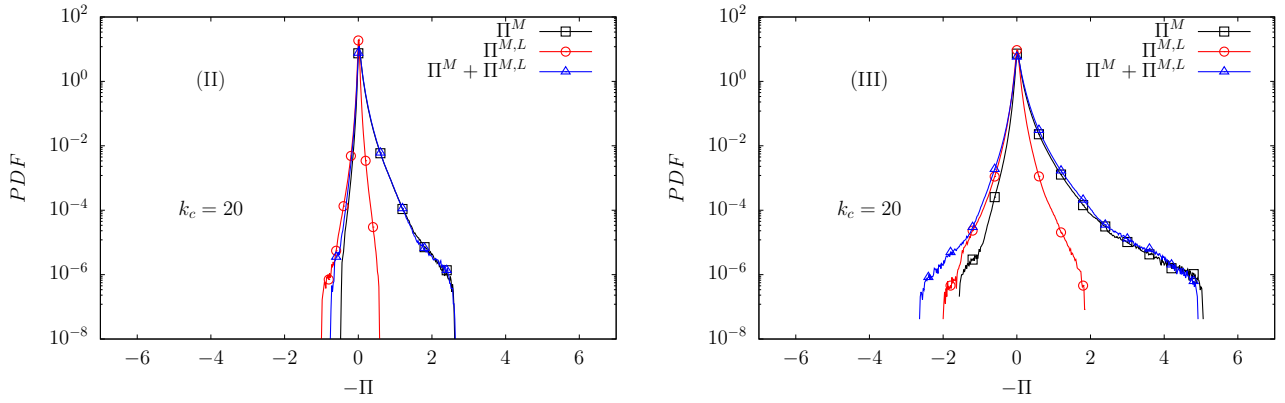 10^2
10^0
10^{-2}
10^{-4}
10^{-6}
10^{-8}
PDF
−6 −4 −2 0 2 4 6
−Π
(II)
k_c = 20
Π^M
Π^{M,L}
Π^M + Π^{M,L}
10^2
10^0
10^{-2}
10^{-4}
10^{-6}
10^{-8}
PDF
−6 −4 −2 0 2 4 6
−Π
(III)
k_c = 20
Π^M
Π^{M,L}
Π^M + Π^{M,L}